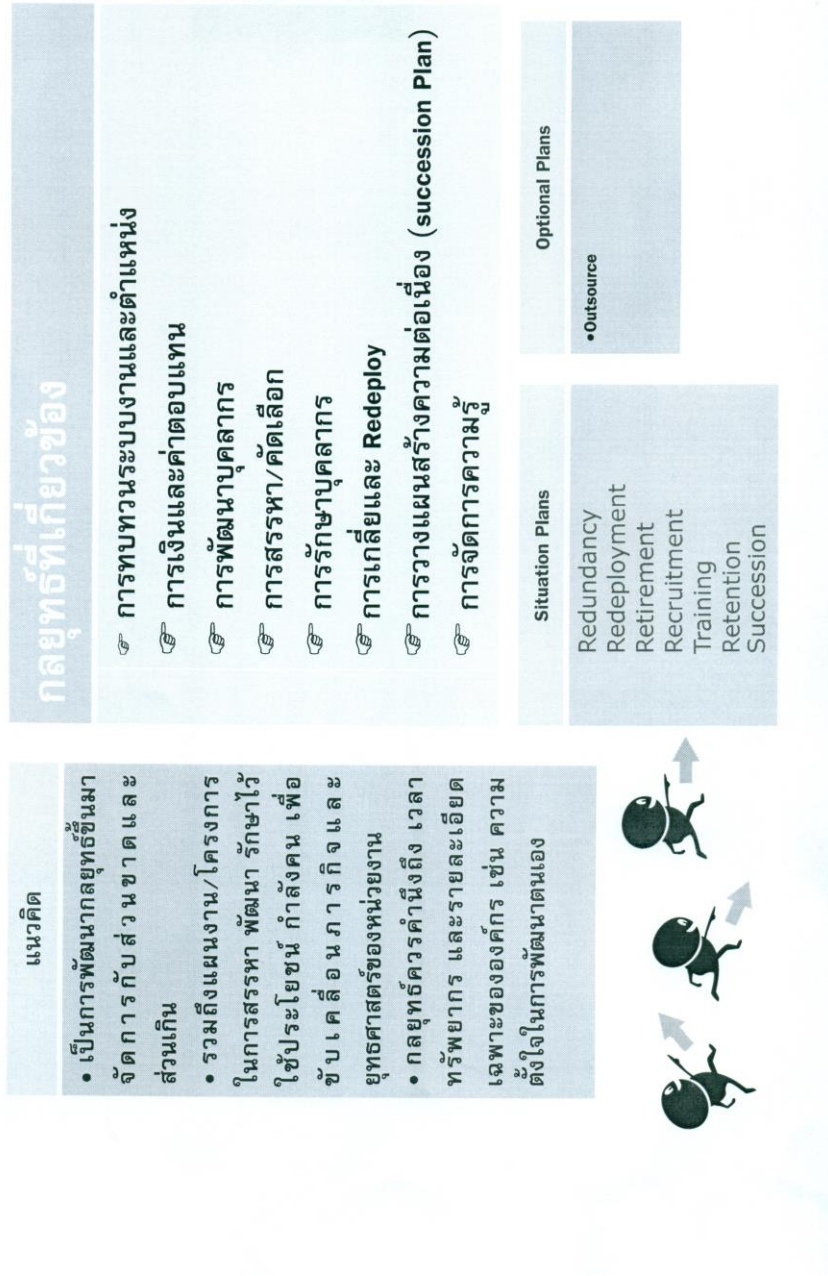 แนวคิด
• เป็นการพัฒนากลยุทธ์ขึ้นมา
จัดการกับส่วนขาดและ
ส่วนเกิน
• รวมถึงแผนงาน/โครงการ
ในการสรรหา พัฒนา รักษาไว้
ใช้ประโยชน์ กำลังคน เพื่อ
ขับเคลื่อนภารกิจและ
ยุทธศาสตร์ของหน่วยงาน
• กลยุทธ์ควรคำนึงถึง เวลา
ทรัพยากร และรายละเอียด
เฉพาะขององค์กร เช่น ความ
ตั้งใจในการพัฒนาตนเอง
กลยุทธ์ที่เกี่ยวข้อง
☞ การทบทวนระบบงานและตำแหน่ง
☞ การเงินและค่าตอบแทน
☞ การพัฒนาบุคลากร
☞ การสรรหา/คัดเลือก
☞ การรักษาบุคลากร
☞ การเกลี่ยและ Redeploy
☞ การวางแผนสร้างความต่อเนื่อง (succession Plan)
☞ การจัดการความรู้
Situation Plans
Redundancy
Redeployment
Retirement
Recruitment
Training
Retention
Succession
Optional Plans
•Outsource